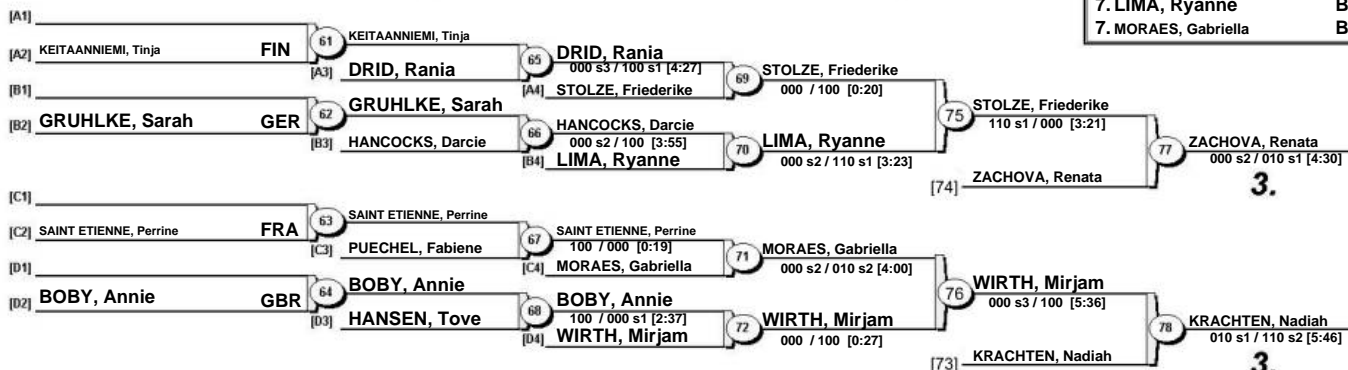 7. LIMA, Ryanne B
7. MORAES, Gabriella B
[A1]
[A2] KEITAANNIEMI, Tinja FIN
61 KEITAANNIEMI, Tinja
[A3] DRID, Rania
65 DRID, Rania
000 s3 / 100 s1 [4:27]
[A4] STOLZE, Friederike
69 STOLZE, Friederike
000 / 100 [0:20]
[B1]
[B2] GRUHLKE, Sarah GER
62 GRUHLKE, Sarah
[B3] HANCOCKS, Darcie
66 HANCOCKS, Darcie
000 s2 / 100 [3:55]
[B4] LIMA, Ryanne
70 LIMA, Ryanne
000 s2 / 110 s1 [3:23]
75 STOLZE, Friederike
110 s1 / 000 [3:21]
[74] ZACHOVA, Renata
77 ZACHOVA, Renata
000 s2 / 010 s1 [4:30]
3.
[C1]
[C2] SAINT ETIENNE, Perrine FRA
63 SAINT ETIENNE, Perrine
[C3] PUECHEL, Fabiene
67 SAINT ETIENNE, Perrine
100 / 000 [0:19]
[C4] MORAES, Gabriella
71 MORAES, Gabriella
000 s2 / 010 s2 [4:00]
[D1]
[D2] BOBY, Annie GBR
64 BOBY, Annie
[D3] HANSEN, Tove
68 BOBY, Annie
100 / 000 s1 [2:37]
[D4] WIRTH, Mirjam
72 WIRTH, Mirjam
000 / 100 [0:27]
76 WIRTH, Mirjam
000 s3 / 100 [5:36]
[73] KRACHTEN, Nadiah
78 KRACHTEN, Nadiah
010 s1 / 110 s2 [5:46]
3.